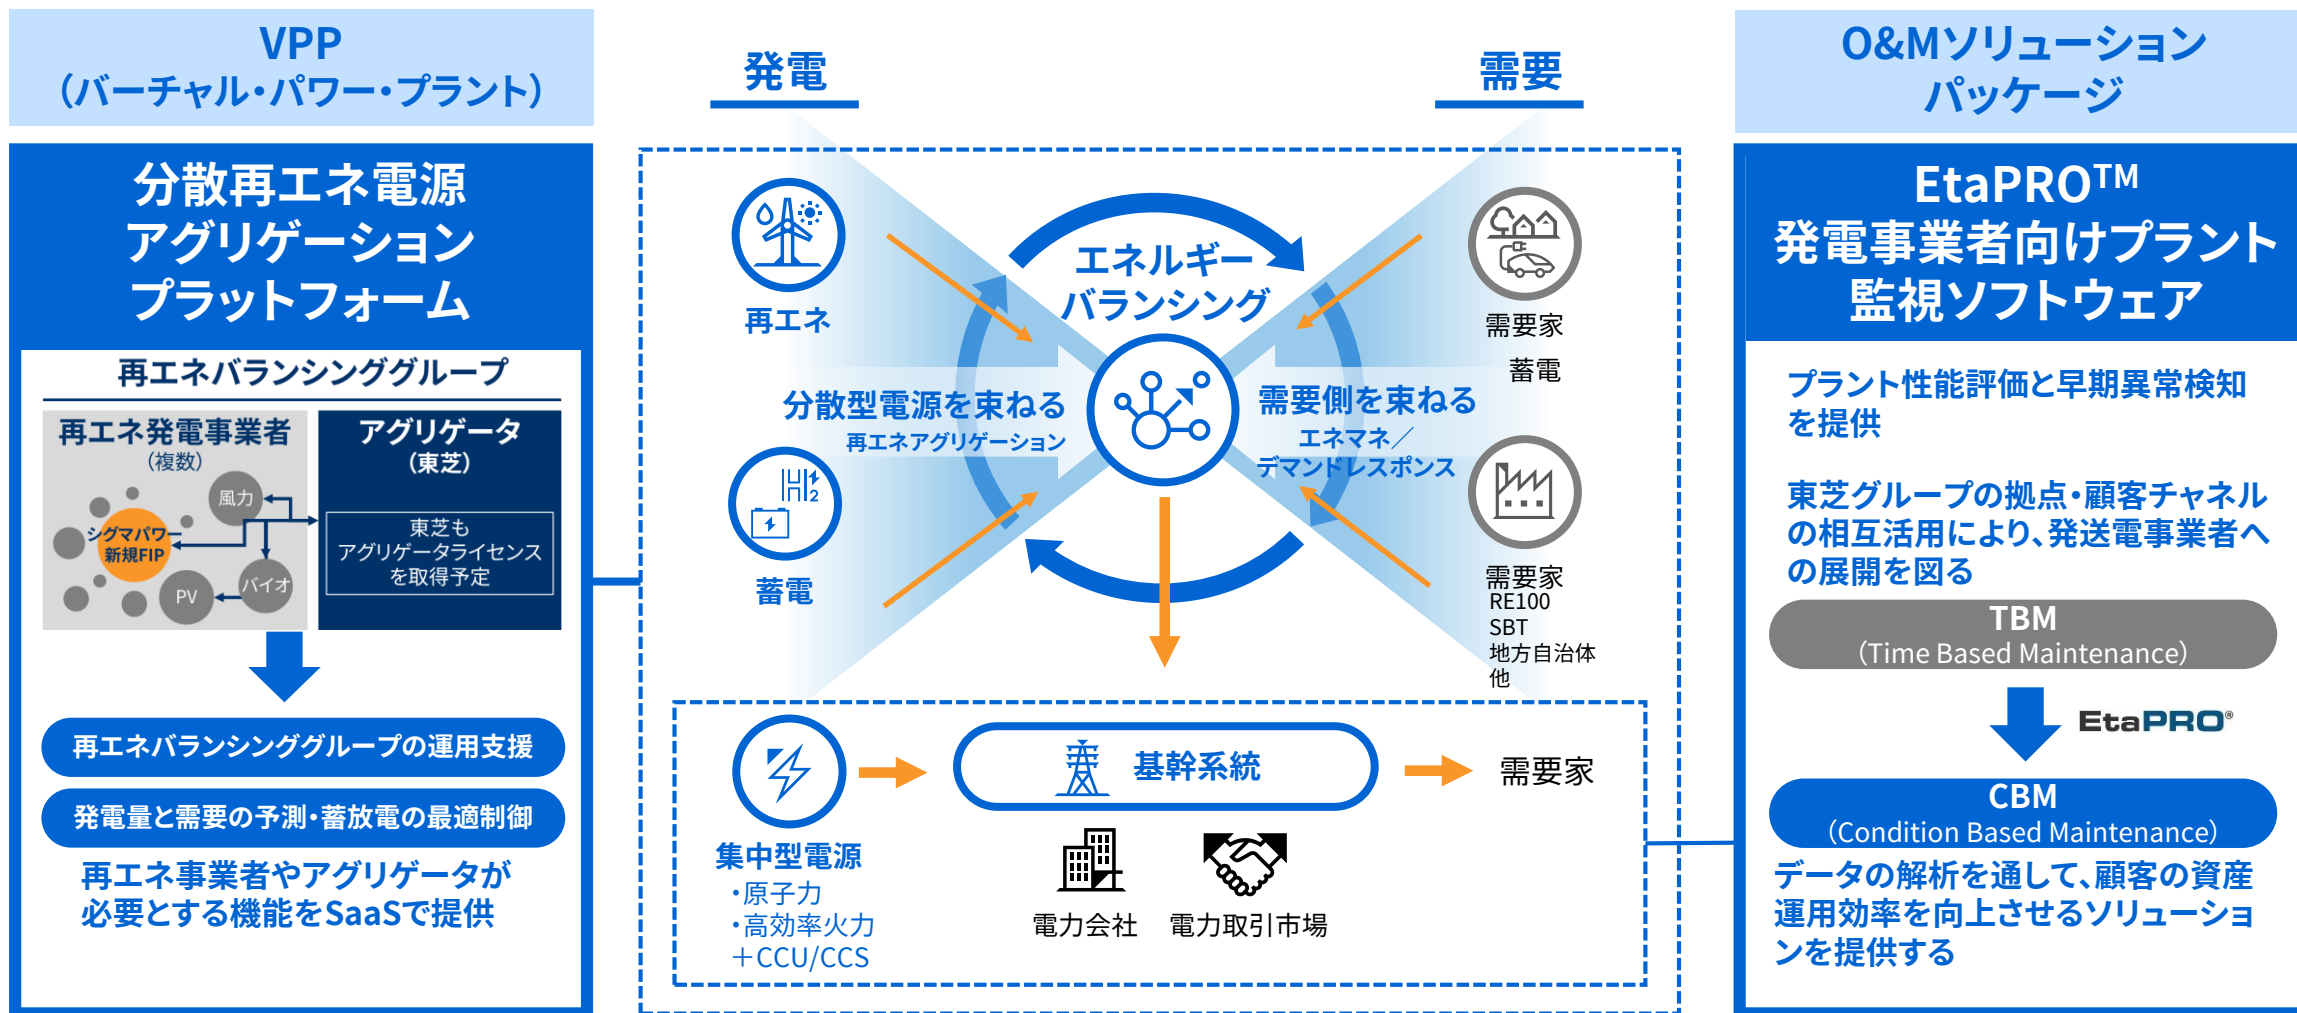 VPP
（バーチャル・パワー・プラント）
分散再エネ電源
アグリゲーション
プラットフォーム
再エネバランシンググループ
再エネ発電事業者
（複数）
風力
シグマパワー
新規FIP
バイオ
PV
アグリゲータ
（東芝）
東芝も
アグリゲータライセンス
を取得予定
再エネバランシンググループの運用支援
発電量と需要の予測・蓄放電の最適制御
再エネ事業者やアグリゲータが
必要とする機能をSaaSで提供
発電
需要
再エネ
エネルギー
バランシング
需要家
蓄電
分散型電源を束ねる
再エネアグリゲーション
需要側を束ねる
エネマネ／
デマンドレスポンス
H2
蓄電
需要家
RE100
SBT
地方自治体
他
基幹系統
需要家
集中型電源
・原子力
・高効率火力
＋CCU/CCS
電力会社
電力取引市場
O&Mソリューション
パッケージ
EtaPRO™
発電事業者向けプラント
監視ソフトウェア
プラント性能評価と早期異常検知
を提供
東芝グループの拠点・顧客チャネル
の相互活用により、発送電事業者へ
の展開を図る
TBM
（Time Based Maintenance）
EtaPRO®
CBM
（Condition Based Maintenance）
データの解析を通して、顧客の資産
運用効率を向上させるソリューショ
ンを提供する